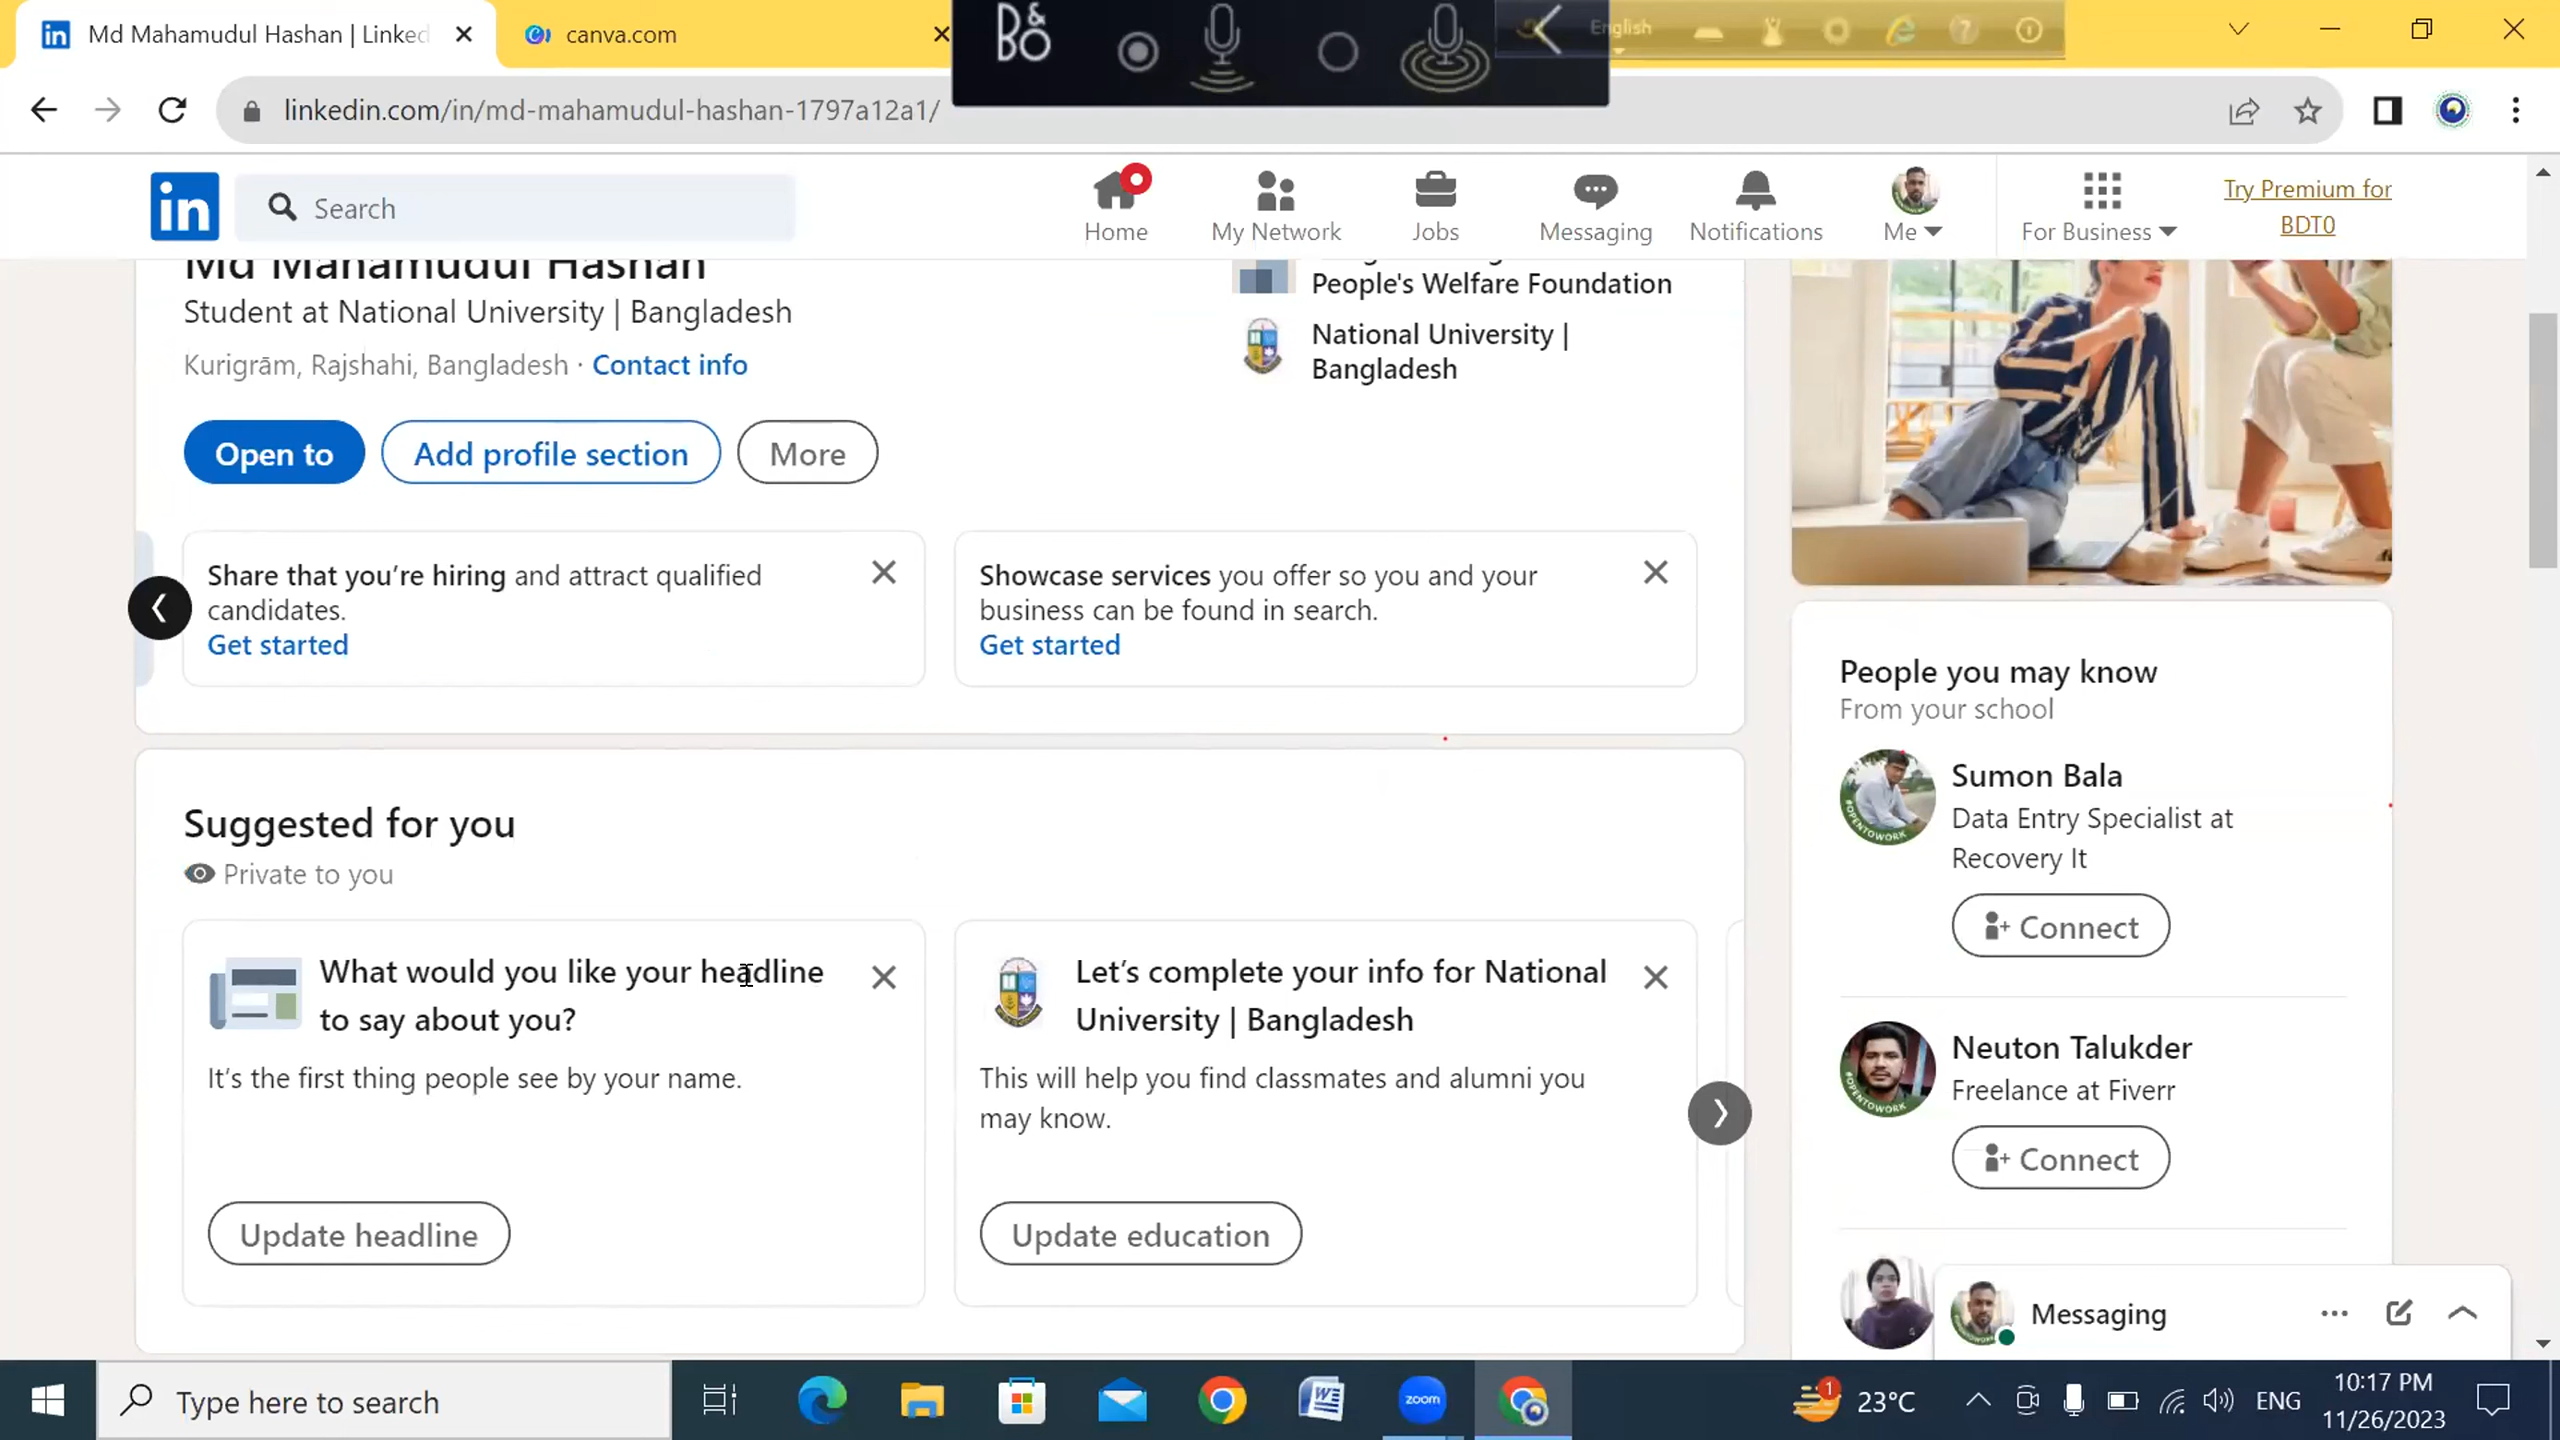 Md Mahamudul Hashan | Linked
canva.com
B&O
English
linkedin.com/in/md-mahamudul-hashan-1797a12a1/
in
Search
Home
My Network
Jobs
Messaging
Notifications
Me
For Business
Try Premium for
BDT0
Md Mahamudul Hashan
Student at National University | Bangladesh
Kurigrām, Rajshahi, Bangladesh · Contact info
People's Welfare Foundation
National University |
Bangladesh
Open to
Add profile section
More
Share that you're hiring and attract qualified
candidates.
Get started
Showcase services you offer so you and your
business can be found in search.
Get started
Suggested for you
Private to you
What would you like your headline
to say about you?
It's the first thing people see by your name.
Update headline
Let's complete your info for National
University | Bangladesh
This will help you find classmates and alumni you
may know.
Update education
People you may know
From your school
Sumon Bala
Data Entry Specialist at
Recovery It
Connect
Neuton Talukder
Freelance at Fiverr
Connect
#OPENTOWORK
#OPENTOWORK
Messaging
Type here to search
zoom
1
23°C
ENG
10:17 PM
11/26/2023